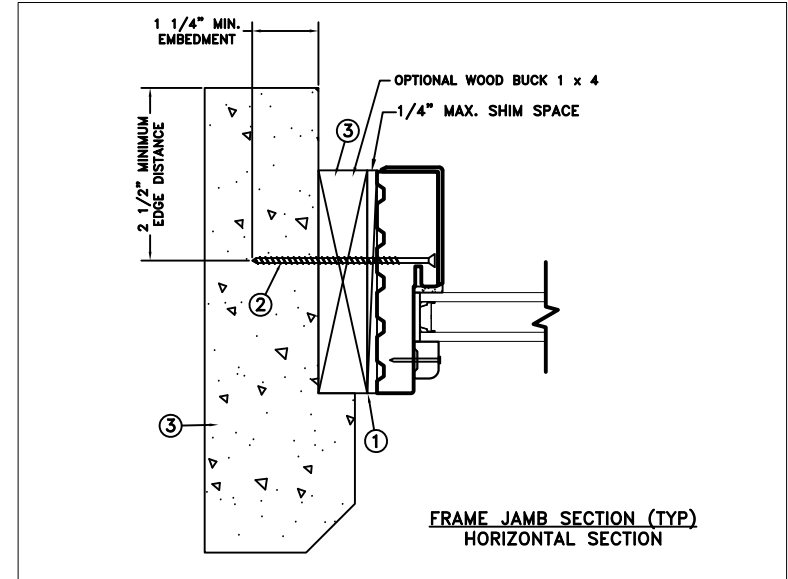 1 1/4" MIN.
EMBEDMENT
OPTIONAL WOOD BUCK 1 x 4
1/4" MAX. SHIM SPACE
3
2 1/2" MINIMUM
EDGE DISTANCE
2
3
1
FRAME JAMB SECTION (TYP)
HORIZONTAL SECTION